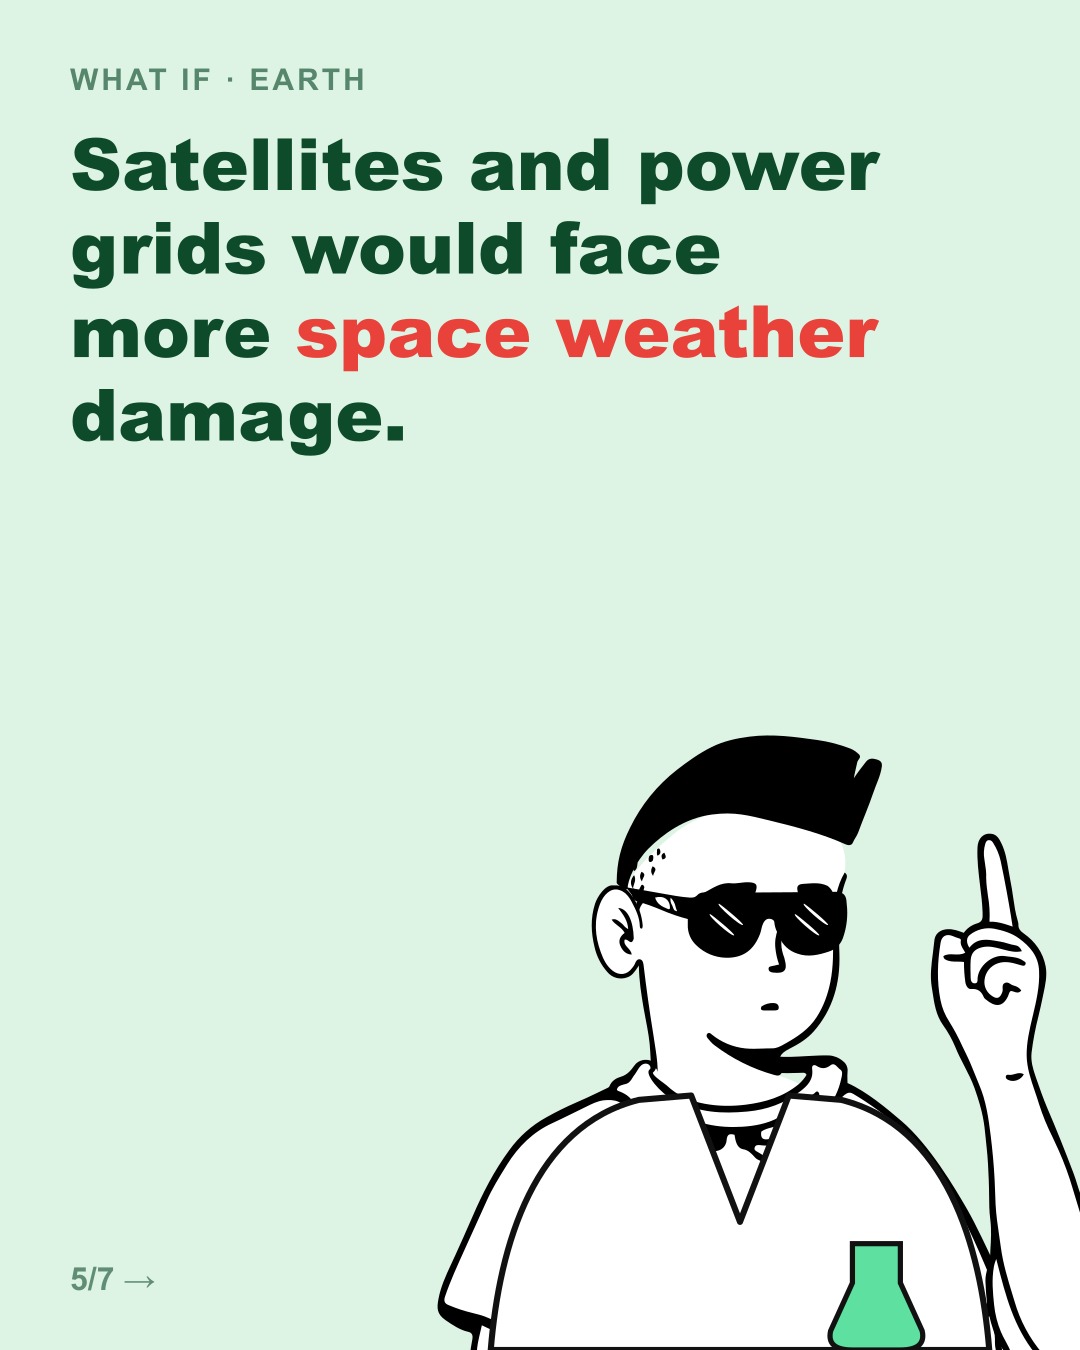 WHAT IF · EARTH
Satellites and power
grids would face
more space weather
damage.
5/7 →